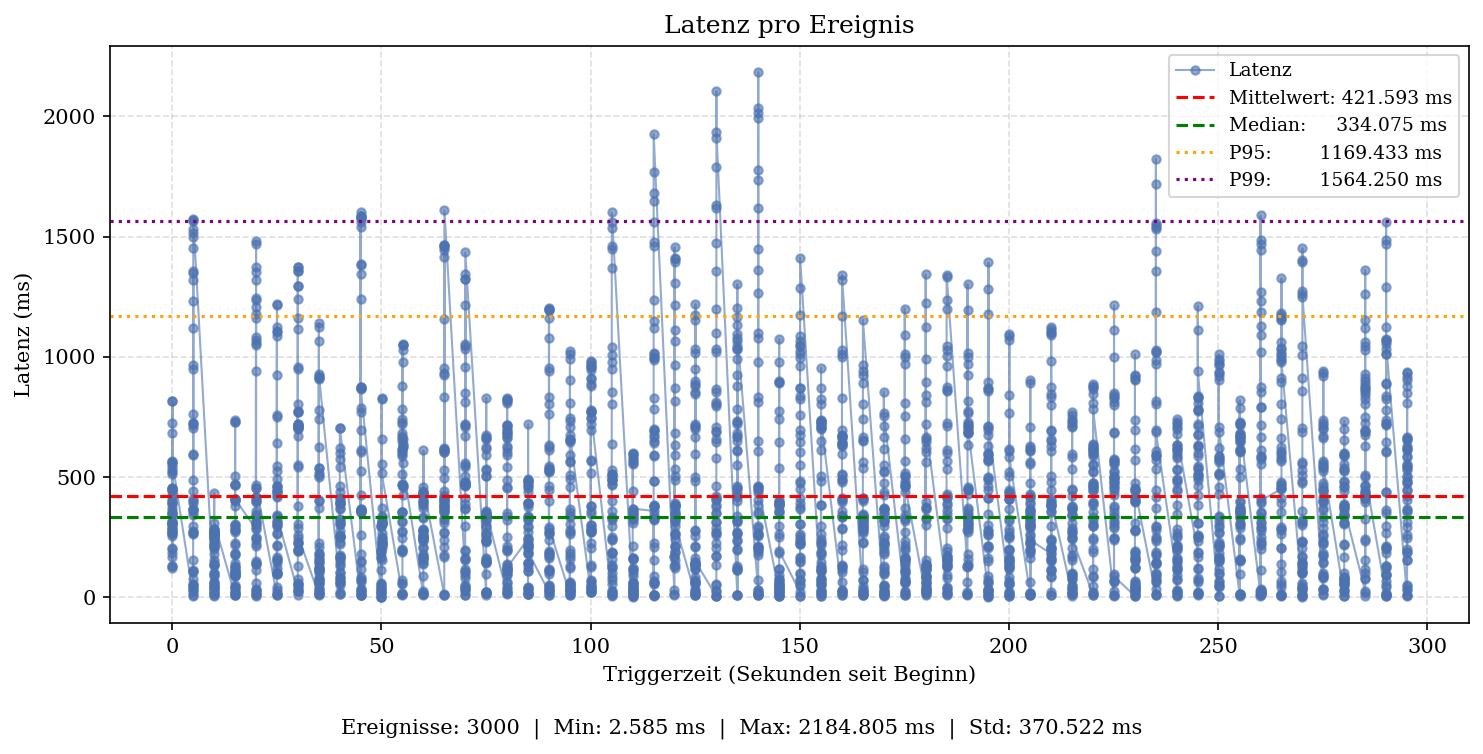 Latenz pro Ereignis
Latenz (ms)
2000
1500
1000
500
0
Latenz
Mittelwert: 421.593 ms
Median: 334.075 ms
P95: 1169.433 ms
P99: 1564.250 ms
0 50 100 150 200 250 300
Triggerzeit (Sekunden seit Beginn)
Ereignisse: 3000 | Min: 2.585 ms | Max: 2184.805 ms | Std: 370.522 ms